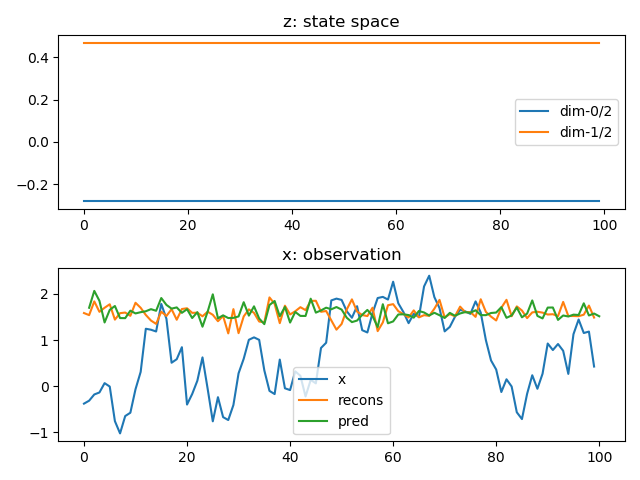 z: state space
0.4
0.2
0.0
−0.2
dim-0/2
dim-1/2
0 20 40 60 80 100
x: observation
2
1
0
−1
x
recons
pred
0 20 40 60 80 100